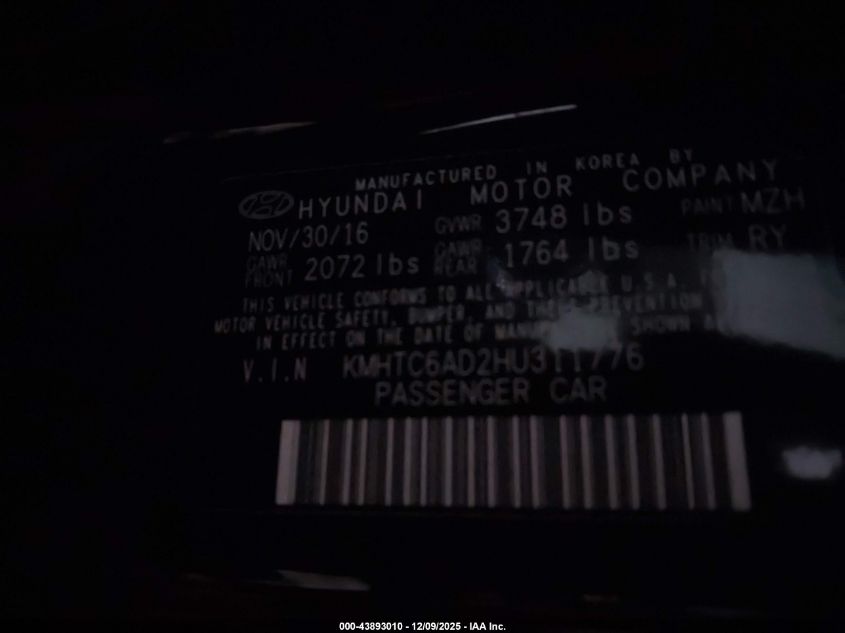 MANUFACTURED IN KOREA BY
HYUNDAI MOTOR COMPANY
NOV/30/16 GVWR 3748 lbs PAINT MZH
GAWR FRONT 2072 lbs GAWR REAR 1764 lbs TRIM RY
THIS VEHICLE CONFORMS TO ALL APPLICABLE U.S.A.
MOTOR VEHICLE SAFETY, BUMPER, AND THEFT PREVENTION
IN EFFECT ON THE DATE OF SHOWN
V.I.N KMHTC6AD2HU311776
PASSENGER CAR
000-43893010 - 12/09/2025 - IAA Inc.